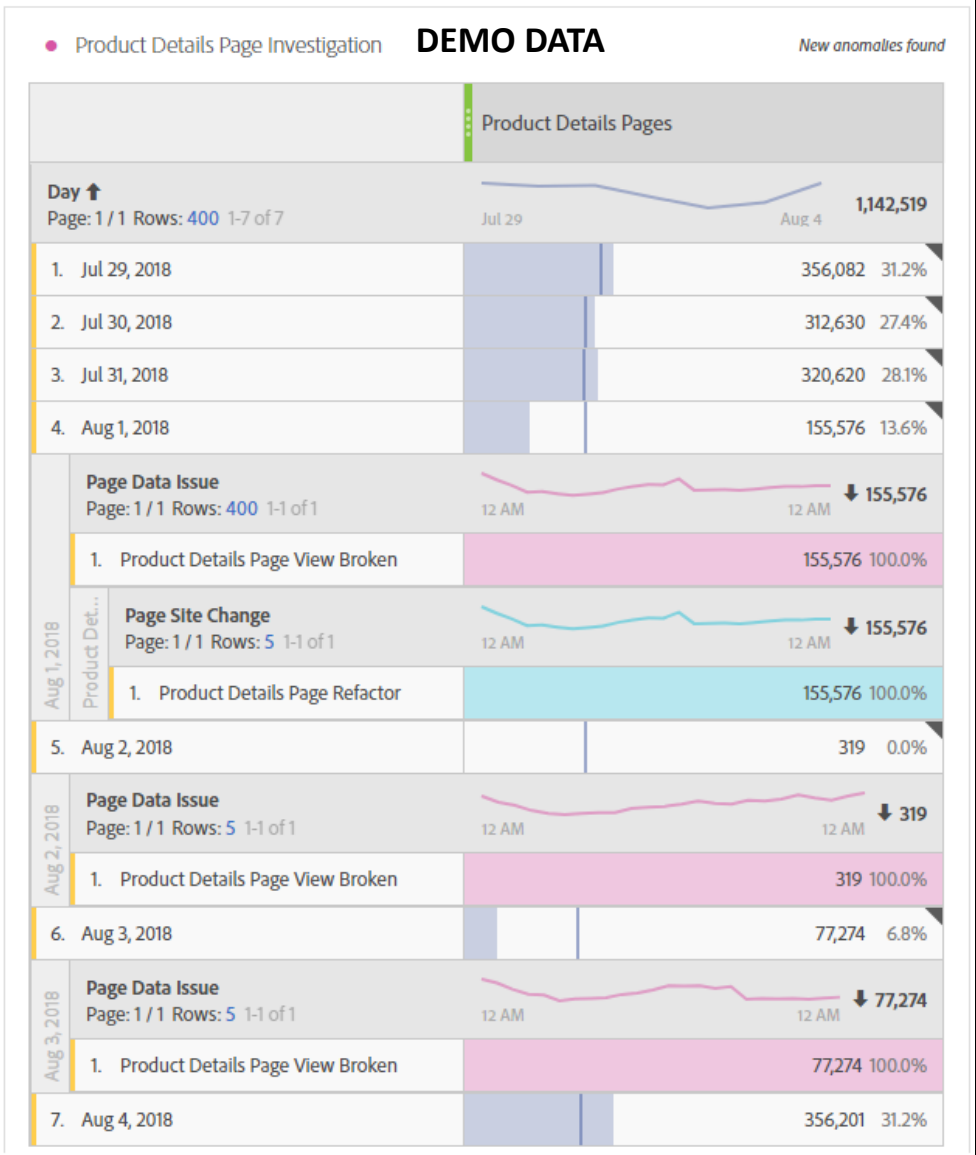 Product Details Page Investigation DEMO DATA New anomalies found
Product Details Pages
Day ⬆
Page: 1 / 1 Rows: 400 1-7 of 7 Jul 29 Aug 4 1,142,519
1. Jul 29, 2018 356,082 31.2%
2. Jul 30, 2018 312,630 27.4%
3. Jul 31, 2018 320,620 28.1%
4. Aug 1, 2018 155,576 13.6%
Aug 1, 2018
Page Data Issue
Page: 1 / 1 Rows: 400 1-1 of 1 12 AM 12 AM ⬇ 155,576
1. Product Details Page View Broken 155,576 100.0%
Product Det...
Page Site Change
Page: 1 / 1 Rows: 5 1-1 of 1 12 AM 12 AM ⬇ 155,576
1. Product Details Page Refactor 155,576 100.0%
5. Aug 2, 2018 319 0.0%
Aug 2, 2018
Page Data Issue
Page: 1 / 1 Rows: 5 1-1 of 1 12 AM 12 AM ⬇ 319
1. Product Details Page View Broken 319 100.0%
6. Aug 3, 2018 77,274 6.8%
Aug 3, 2018
Page Data Issue
Page: 1 / 1 Rows: 5 1-1 of 1 12 AM 12 AM ⬇ 77,274
1. Product Details Page View Broken 77,274 100.0%
7. Aug 4, 2018 356,201 31.2%